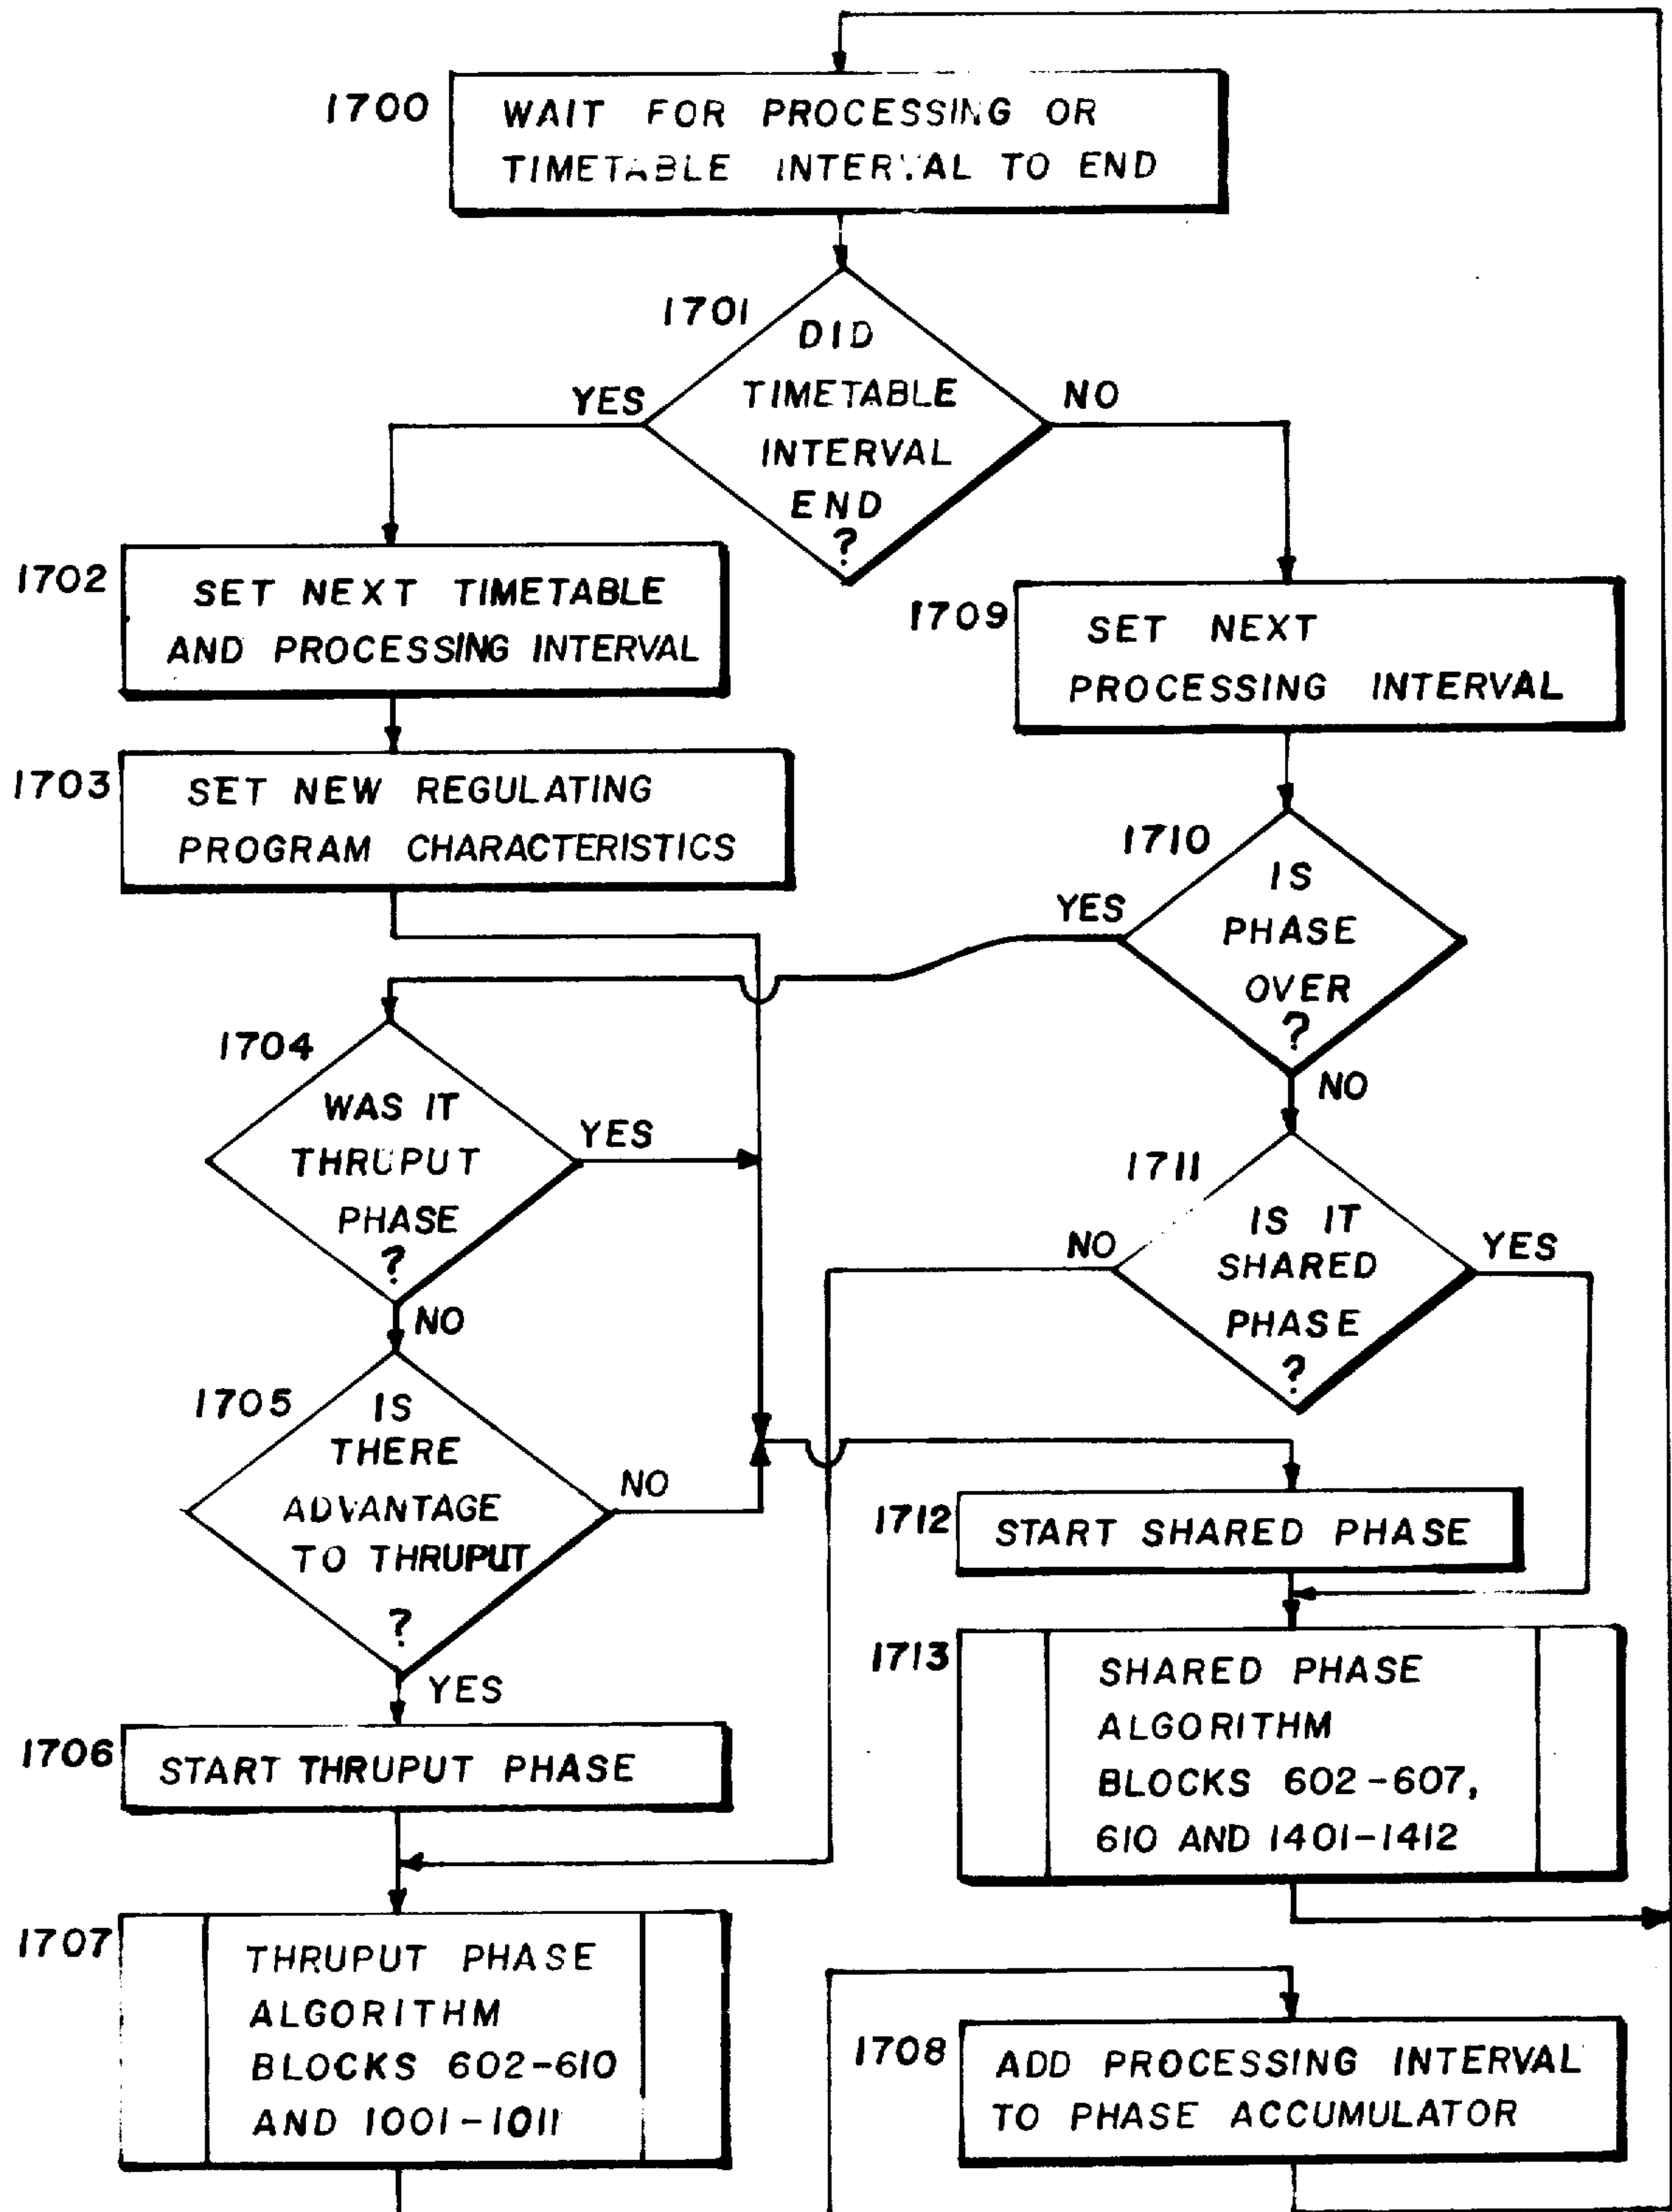 1700
WAIT FOR PROCESSING OR
TIMETABLE INTERVAL TO END
1701
DID
TIMETABLE
INTERVAL
END
?
YES
NO
1702
SET NEXT TIMETABLE
AND PROCESSING INTERVAL
1709
SET NEXT
PROCESSING INTERVAL
1703
SET NEW REGULATING
PROGRAM CHARACTERISTICS
1710
IS
PHASE
OVER
?
YES
NO
1704
WAS IT
THRUPUT
PHASE
?
YES
NO
1711
IS IT
SHARED
PHASE
?
NO
YES
1705
IS
THERE
ADVANTAGE
TO THRUPUT
?
NO
YES
1712
START SHARED PHASE
1706
START THRUPUT PHASE
1713
SHARED PHASE
ALGORITHM
BLOCKS 602-607,
610 AND 1401-1412
1707
THRUPUT PHASE
ALGORITHM
BLOCKS 602-610
AND 1001-1011
1708
ADD PROCESSING INTERVAL
TO PHASE ACCUMULATOR